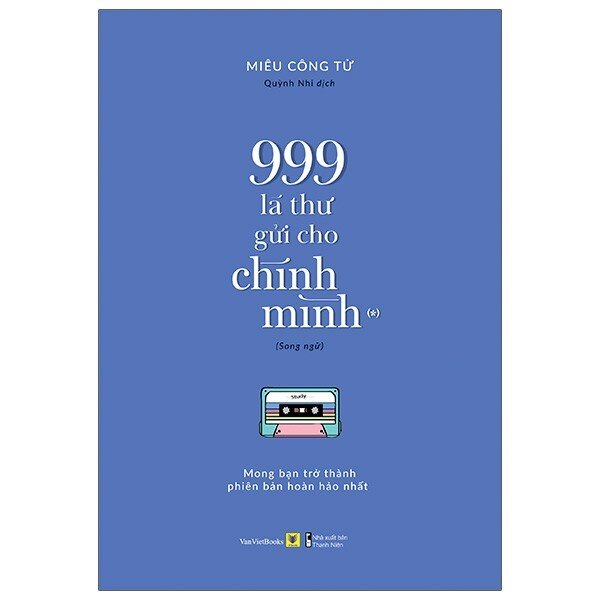 MIÊU CÔNG TỬ
Quỳnh Nhi dịch
999
lá thư
gửi cho
chính
mình (*)
(Song ngữ)
study
Mong bạn trở thành
phiên bản hoàn hảo nhất
VanVietBooks
Nhà xuất bản
Thanh Niên